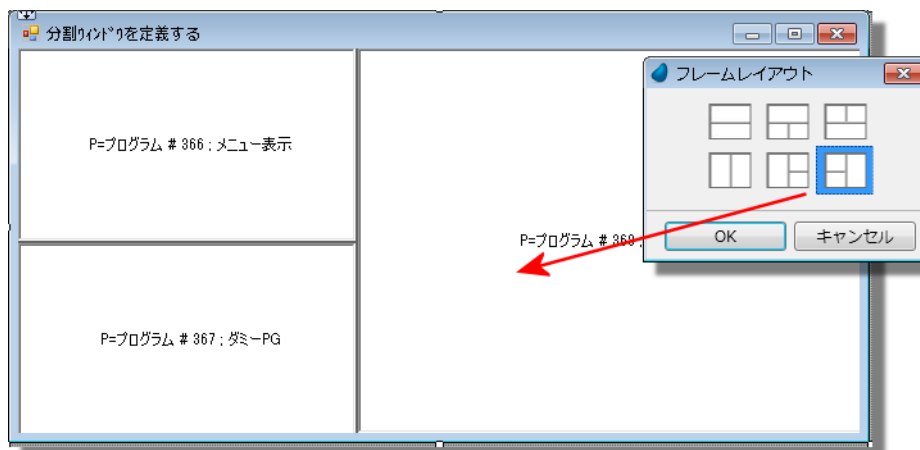 分割ｳｨﾝﾄﾞｳを定義する
フレームレイアウト
P=プログラム # 366 ; メニュー表示
P=プログラム #
OK
キャンセル
P=プログラム # 367 ; ダミーPG